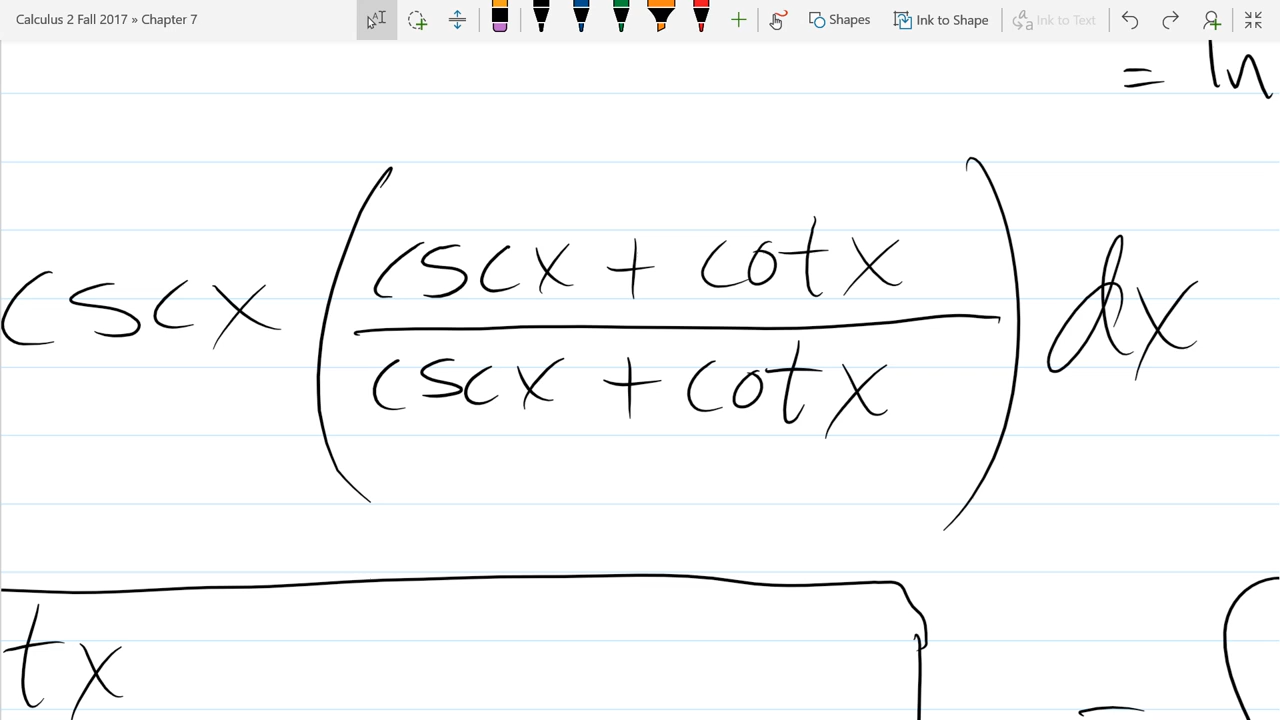 Calculus 2 Fall 2017 » Chapter 7
Shapes
Ink to Shape
Ink to Text
= ln
cscx ( cscx + cotx
cscx + cotx ) dx
tx